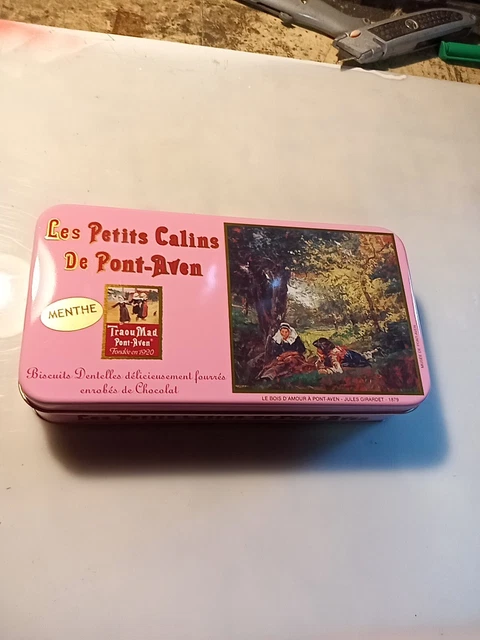 Les Petits Calins
De Pont-Aven
MENTHE
Traou Mad
Pont-Aven
Fondée en 1920
Biscuits Dentelles délicieusement fourrés
enrobés de Chocolat
LE BOIS D'AMOUR À PONT-AVEN - JULES GIRARDET - 1879